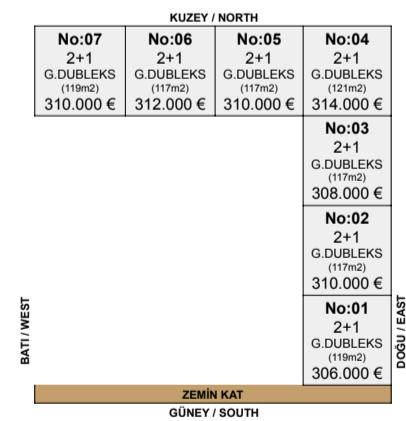 KUZEY / NORTH
No:07
2+1
G.DUBLEKS
(119m2)
310.000 €
No:06
2+1
G.DUBLEKS
(117m2)
312.000 €
No:05
2+1
G.DUBLEKS
(117m2)
310.000 €
No:04
2+1
G.DUBLEKS
(121m2)
314.000 €
No:03
2+1
G.DUBLEKS
(117m2)
308.000 €
No:02
2+1
G.DUBLEKS
(117m2)
310.000 €
No:01
2+1
G.DUBLEKS
(119m2)
306.000 €
BATI / WEST
DOĞU / EAST
ZEMİN KAT
GÜNEY / SOUTH